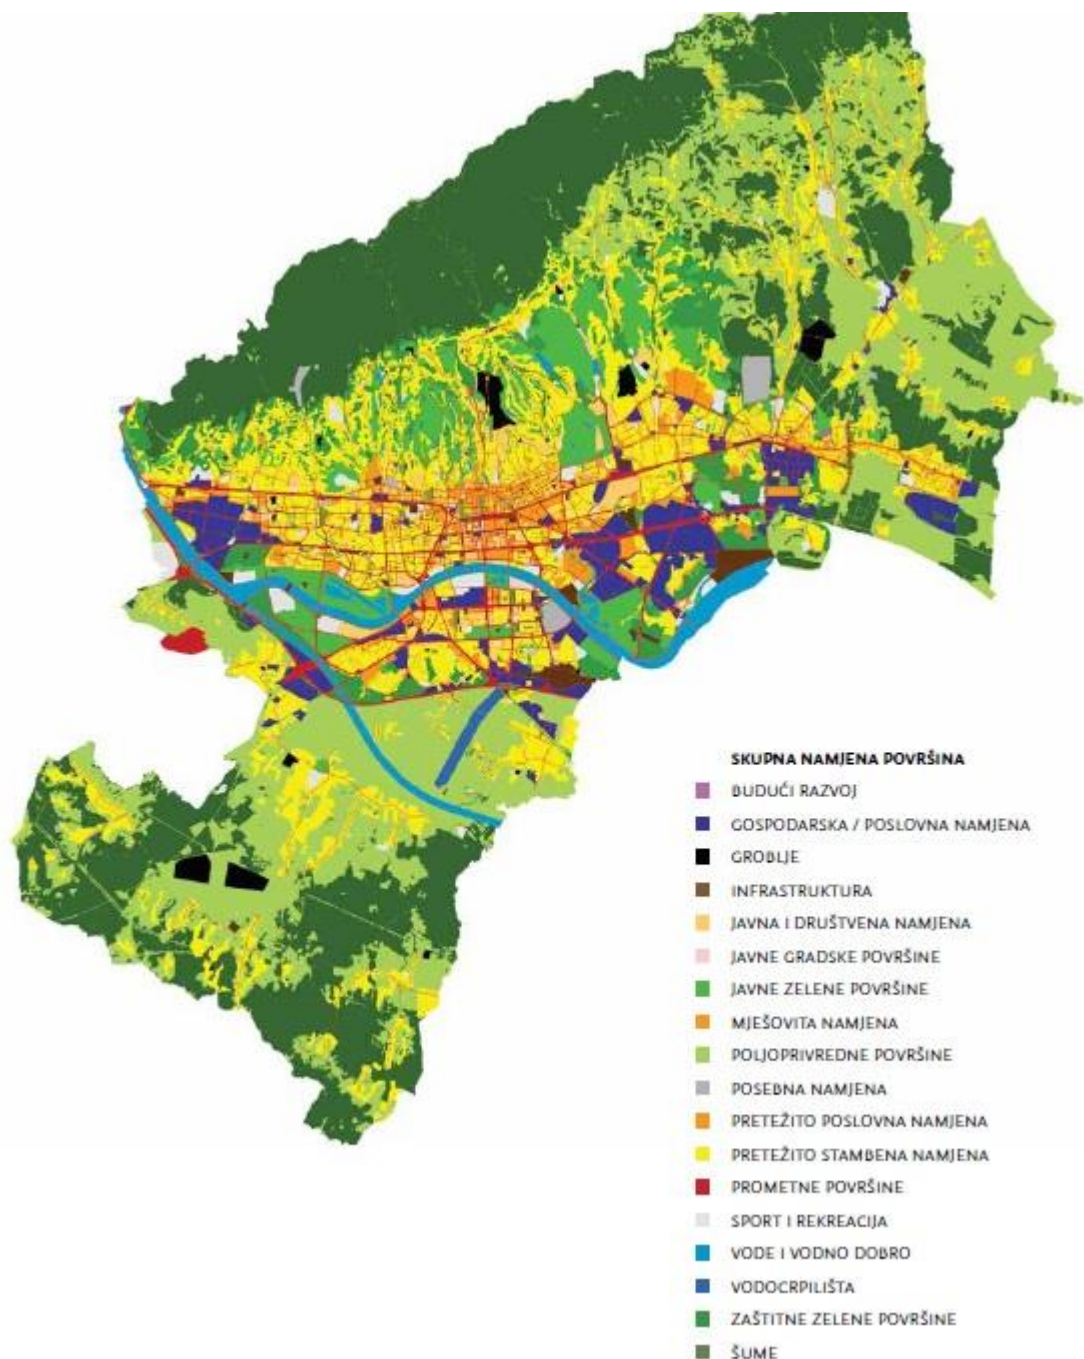 SKUPNA NAMJENA POVRŠINA
BUDUĆI RAZVOJ
GOSPODARSKA / POSLOVNA NAMJENA
GROBLJE
INFRASTRUKTURA
JAVNA I DRUŠTVENA NAMJENA
JAVNE GRADSKE POVRŠINE
JAVNE ZELENE POVRŠINE
MJEŠOVITA NAMJENA
POLJOPRIVREDNE POVRŠINE
POSEBNA NAMJENA
PRETEŽITO POSLOVNA NAMJENA
PRETEŽITO STAMBENA NAMJENA
PROMETNE POVRŠINE
SPORT I REKREACIJA
VODE I VODNO DOBRO
VODOCRPILIŠTA
ZAŠTITNE ZELENE POVRŠINE
ŠUME